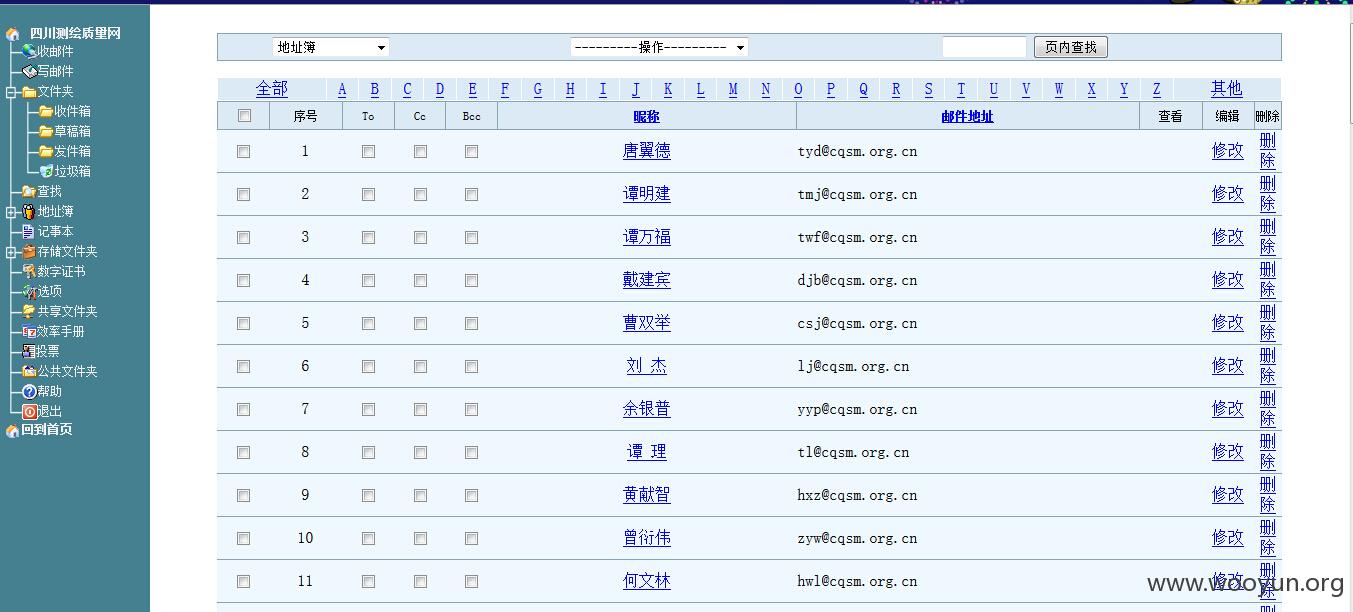 四川测绘质量网
收邮件
写邮件
文件夹
收件箱
草稿箱
发件箱
垃圾箱
查找
地址簿
记事本
存储文件夹
数字证书
选项
共享文件夹
效率手册
投票
公共文件夹
帮助
退出
回到首页
地址簿 ---------操作--------- 页内查找
全部 A B C D E F G H I J K L M N O P Q R S T U V W X Y Z 其他
序号 To Cc Bcc 昵称 邮件地址 查看 编辑 删除
1 唐翼德 tyd@cqsm.org.cn 修改 删除
2 谭明建 tmj@cqsm.org.cn 修改 删除
3 谭万福 twf@cqsm.org.cn 修改 删除
4 戴建宾 djb@cqsm.org.cn 修改 删除
5 曹双举 csj@cqsm.org.cn 修改 删除
6 刘 杰 lj@cqsm.org.cn 修改 删除
7 余银普 yyp@cqsm.org.cn 修改 删除
8 谭 理 tl@cqsm.org.cn 修改 删除
9 黄献智 hxz@cqsm.org.cn 修改 删除
10 曾衍伟 zyw@cqsm.org.cn 修改 删除
11 何文林 hwl@cqsm.org.cn 修改 删除
www.wooyun.org